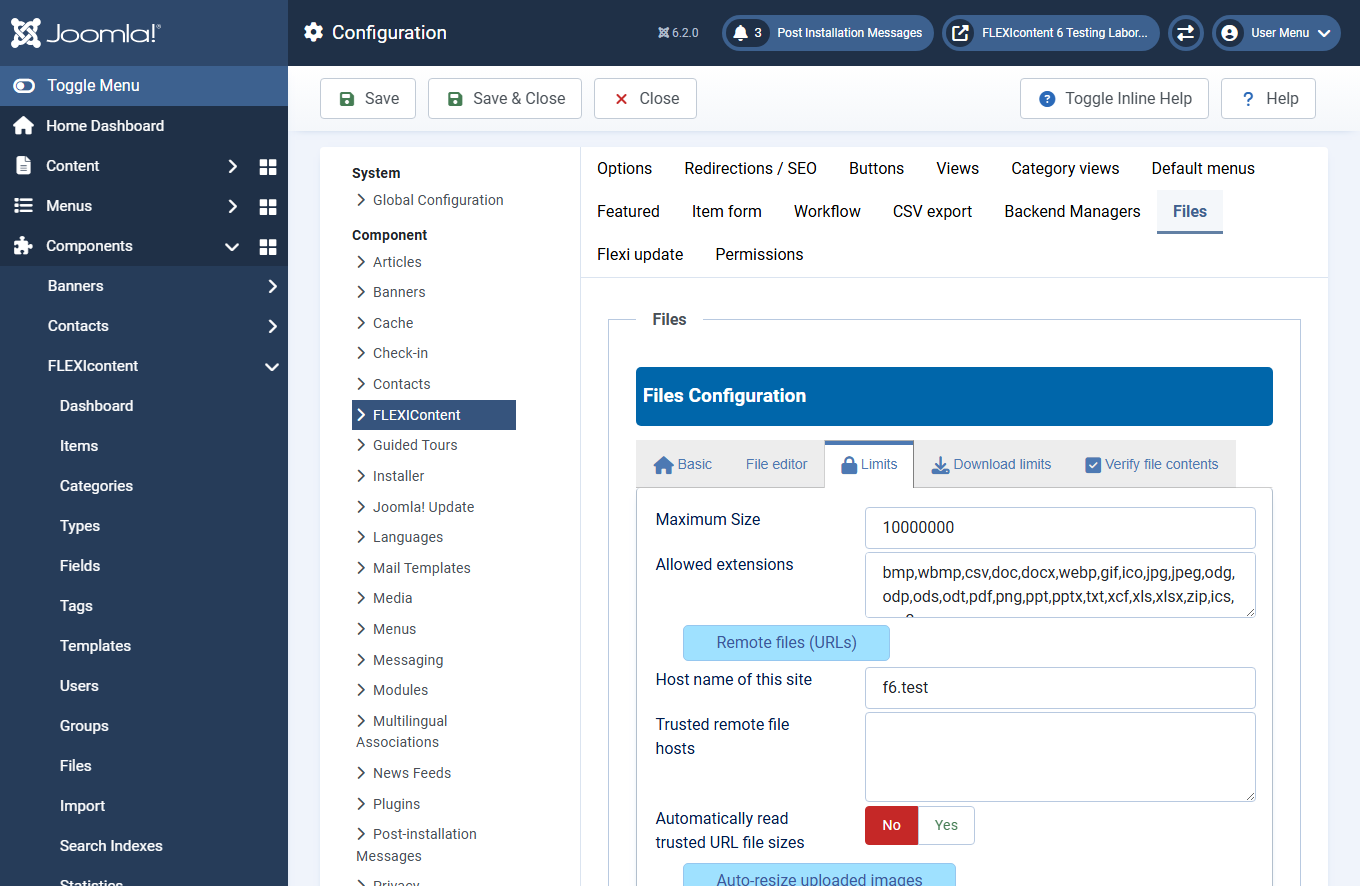 Joomla!®
Configuration
6.2.0
3
Post Installation Messages
FLEXIcontent 6 Testing Labor...
User Menu
Toggle Menu
Home Dashboard
Content
Menus
Components
Banners
Contacts
FLEXIcontent
Dashboard
Items
Categories
Types
Fields
Tags
Templates
Users
Groups
Files
Import
Search Indexes
Statistics
Save
Save & Close
Close
Toggle Inline Help
Help
System
Global Configuration
Component
Articles
Banners
Cache
Check-in
Contacts
FLEXIContent
Guided Tours
Installer
Joomla! Update
Languages
Mail Templates
Media
Menus
Messaging
Modules
Multilingual
Associations
News Feeds
Plugins
Post-installation
Messages
Privacy
Options
Redirections / SEO
Buttons
Views
Category views
Default menus
Featured
Item form
Workflow
CSV export
Backend Managers
Files
Flexi update
Permissions
Files
Files Configuration
Basic
File editor
Limits
Download limits
Verify file contents
Maximum Size
10000000
Allowed extensions
bmp,wbmp,csv,doc,docx,webp,gif,ico,jpg,jpeg,odg,
odp,ods,odt,pdf,png,ppt,pptx,txt,xcf,xls,xlsx,zip,ics,
Remote files (URLs)
Host name of this site
f6.test
Trusted remote file
hosts
Automatically read
trusted URL file sizes
No
Yes
Auto-resize uploaded images